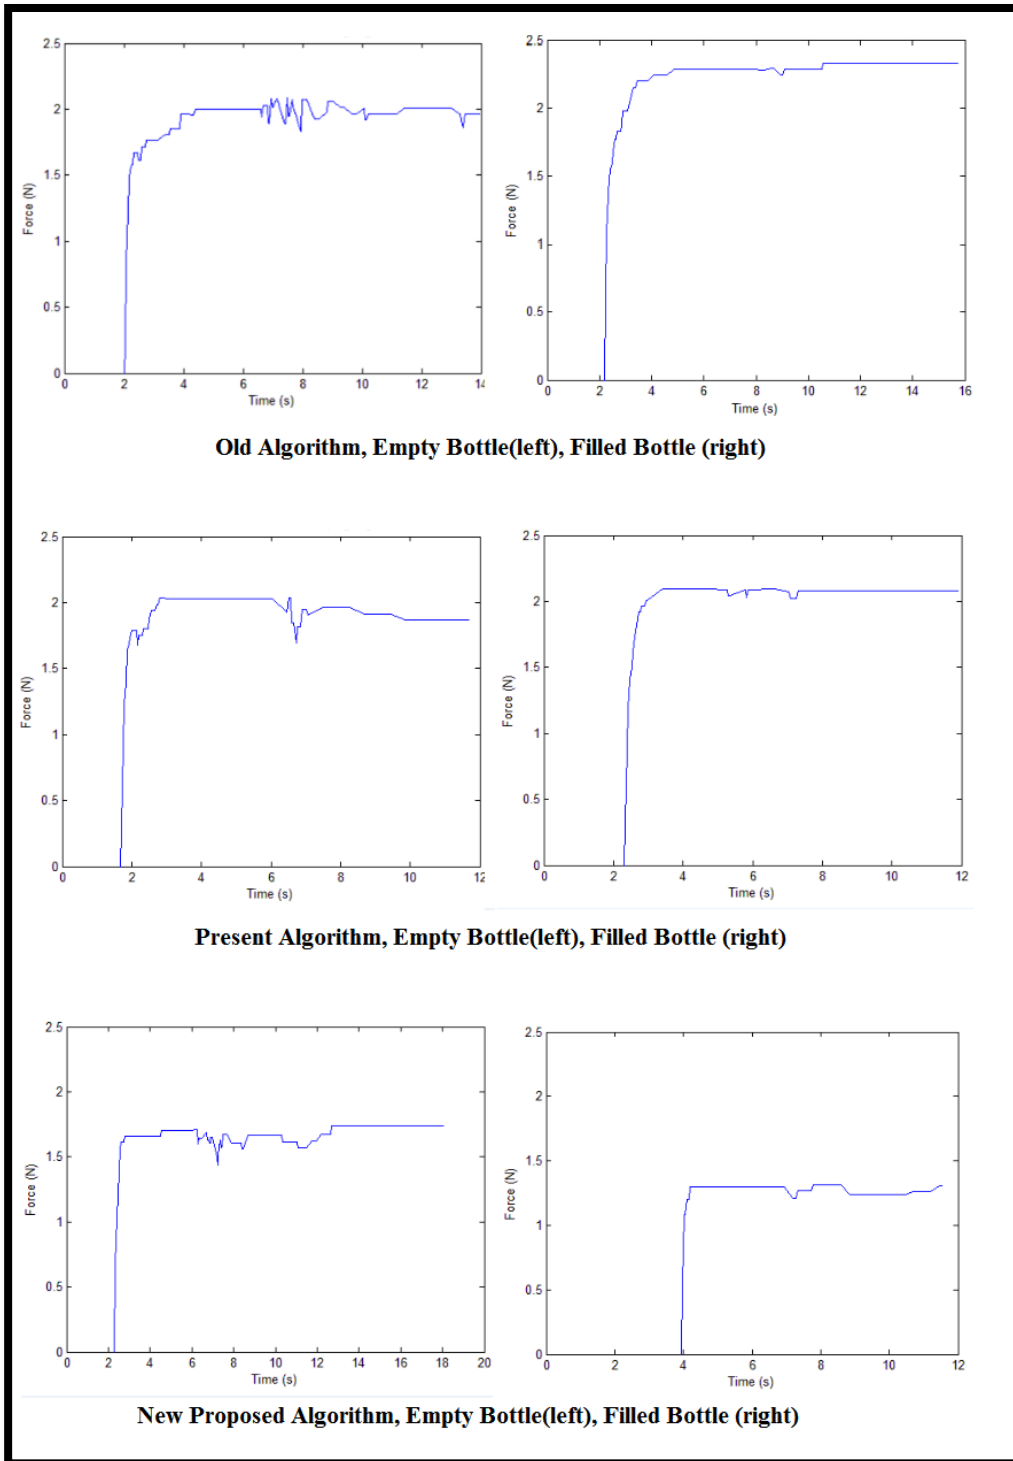 2.5
2
1.5
1
0.5
0
Force (N)
0 2 4 6 8 10 12 14
Time (s)
2.5
2
1.5
1
0.5
0
Force (N)
0 2 4 6 8 10 12 14 16
Time (s)
Old Algorithm, Empty Bottle(left), Filled Bottle (right)
2.5
2
1.5
1
0.5
0
Force (N)
0 2 4 6 8 10 12
Time (s)
2.5
2
1.5
1
0.5
0
Force (N)
0 2 4 6 8 10 12
Time (s)
Present Algorithm, Empty Bottle(left), Filled Bottle (right)
2.5
2
1.5
1
0.5
0
Force (N)
0 2 4 6 8 10 12 14 16 18 20
Time (s)
2.5
2
1.5
1
0.5
0
Force (N)
0 2 4 6 8 10 12
Time (s)
New Proposed Algorithm, Empty Bottle(left), Filled Bottle (right)